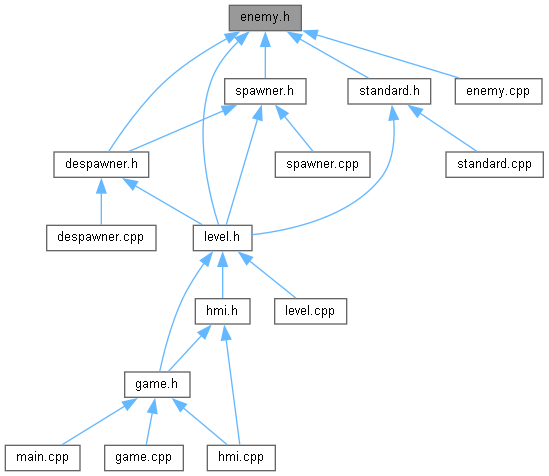 enemy.h
spawner.h
standard.h
enemy.cpp
despawner.h
spawner.cpp
standard.cpp
despawner.cpp
level.h
hmi.h
level.cpp
game.h
main.cpp
game.cpp
hmi.cpp